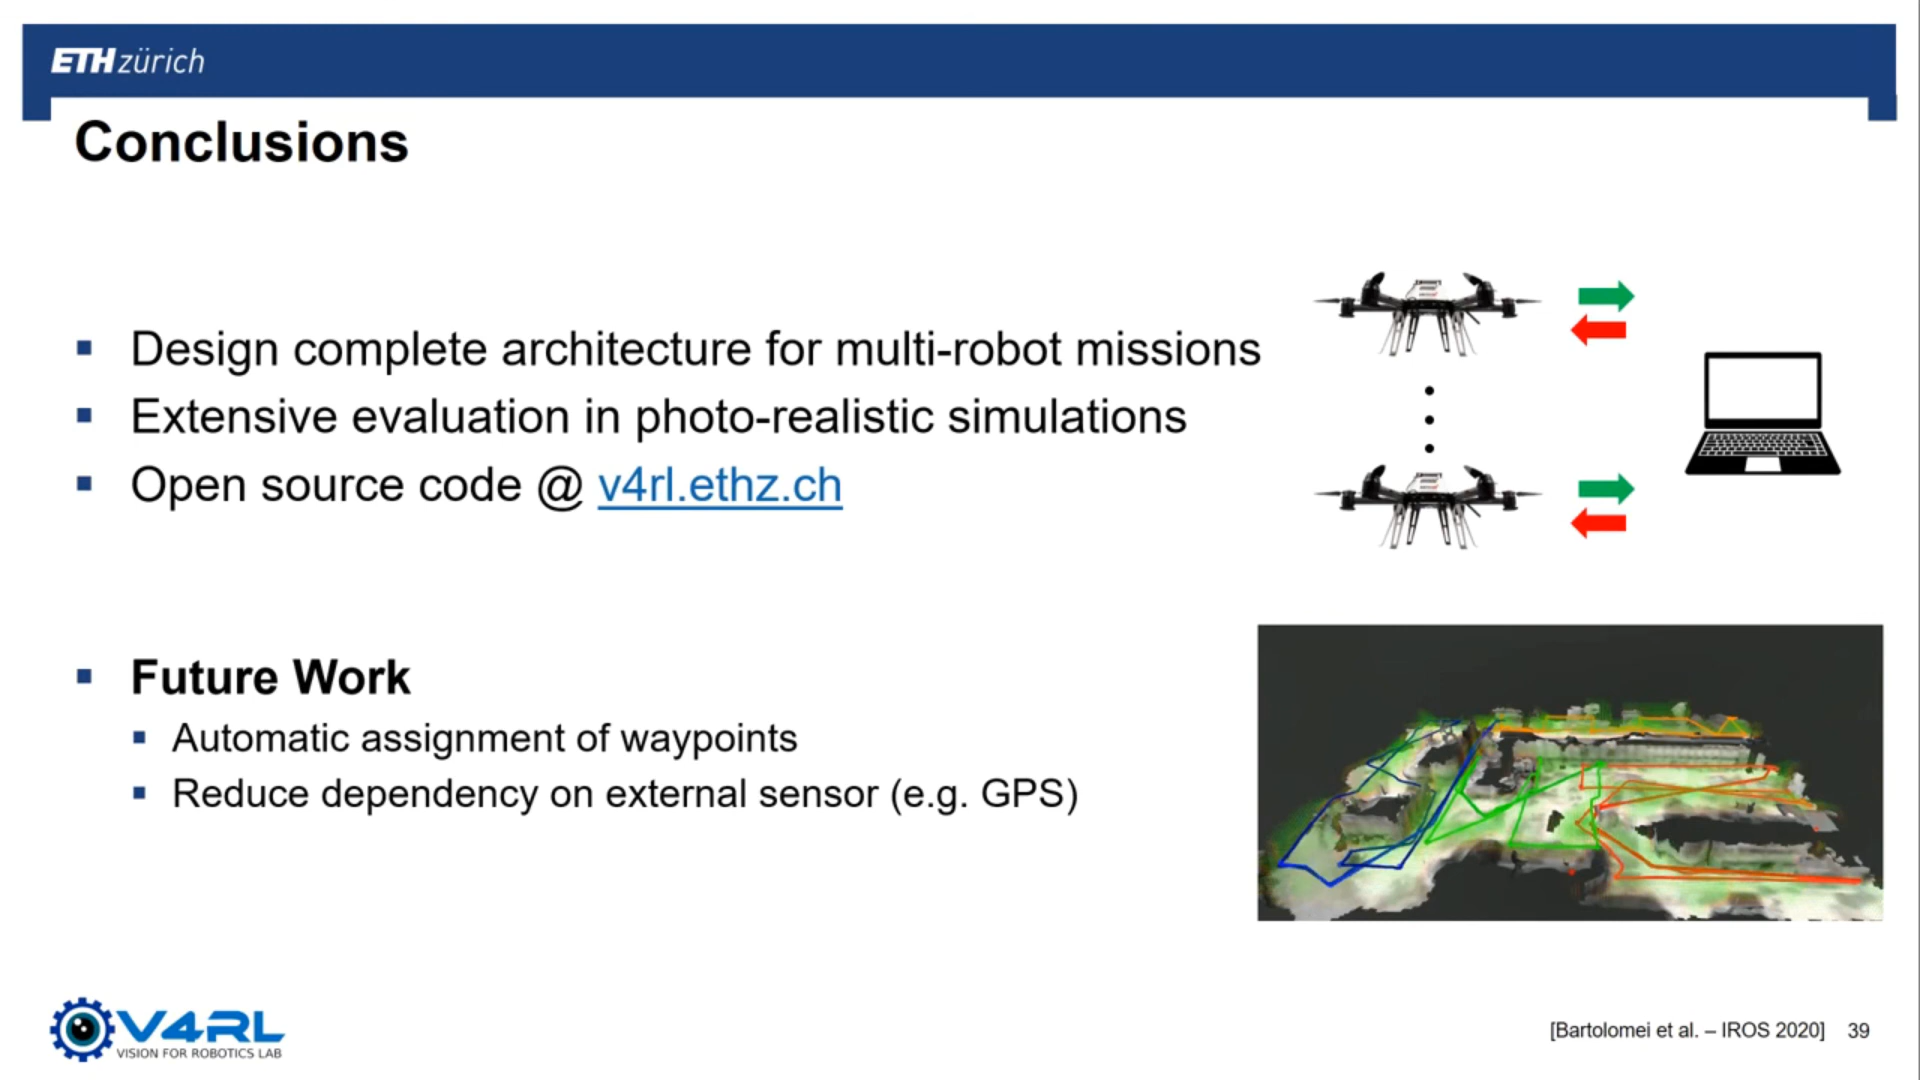 ETH zürich
Conclusions
Design complete architecture for multi-robot missions
Extensive evaluation in photo-realistic simulations
Open source code @ v4rl.ethz.ch
Future Work
Automatic assignment of waypoints
Reduce dependency on external sensor (e.g. GPS)
V4RL
VISION FOR ROBOTICS LAB
[Bartolomei et al. – IROS 2020] 39